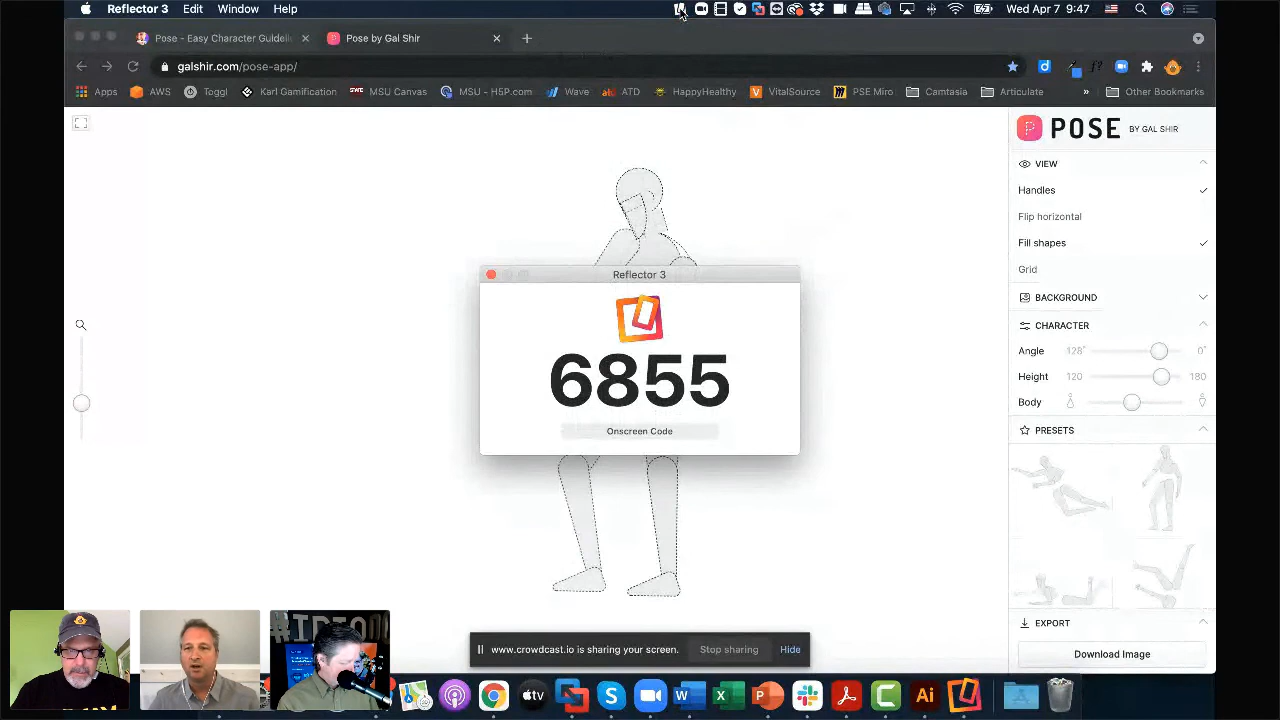 Reflector 3 Edit Window Help Wed Apr 7 9:47
Pose - Easy Character Guideli Pose by Gal Shir
galshir.com/pose-app/
Apps AWS Toggl Karl Gamification MSU Canvas MSU - H5P.com Wave ATD HappyHealthy VitalSource PSE Miro Camtasia Articulate » Other Bookmarks
POSE BY GAL SHIR
VIEW
Handles
Flip horizontal
Fill shapes
Grid
BACKGROUND
CHARACTER
Angle 128° 0°
Height 120 180
Body
PRESETS
EXPORT
Download Image
Reflector 3
6855
Onscreen Code
www.crowdcast.io is sharing your screen. Stop sharing Hide